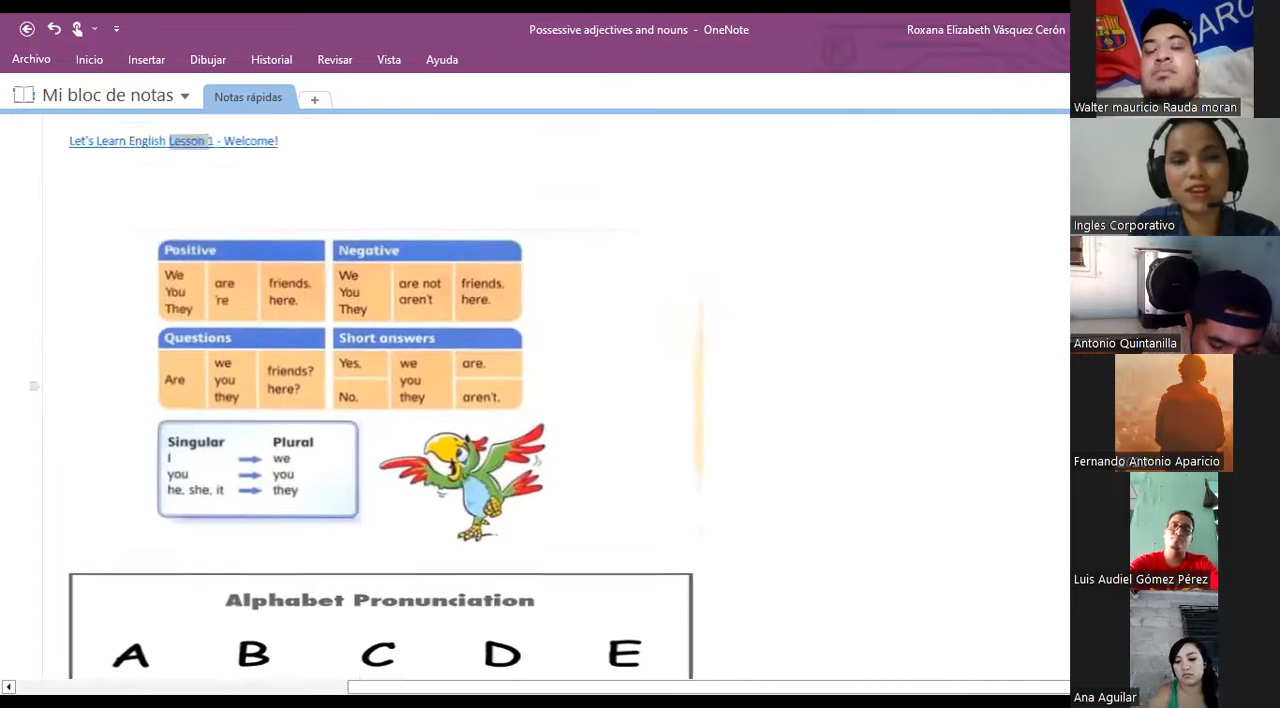 Possessive adjectives and nouns - OneNote
Roxana Elizabeth Vásquez Cerón
Archivo Inicio Insertar Dibujar Historial Revisar Vista Ayuda
Mi bloc de notas
Notas rápidas
Let's Learn English Lesson 1 - Welcome!
Positive
We
You
They
are
're
friends.
here.
Negative
We
You
They
are not
aren't
friends.
here.
Questions
Are
we
you
they
friends?
here?
Short answers
Yes,
No,
we
you
they
are.
aren't.
Singular Plural
I we
you you
he, she, it they
Alphabet Pronunciation
A B C D E
BARC
Walter mauricio Rauda moran
Ingles Corporativo
Antonio Quintanilla
Fernando Antonio Aparicio
Luis Audiel Gómez Pérez
Ana Aguilar